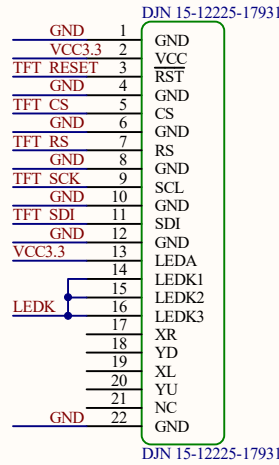 DJN 15-12225-17931
GND 1 GND
VCC3.3 2 VCC
TFT RESET 3 RST
GND 4 GND
TFT CS 5 CS
GND 6 GND
TFT RS 7 RS
GND 8 GND
TFT SCK 9 SCL
GND 10 GND
TFT SDI 11 SDI
GND 12 GND
VCC3.3 13 LEDA
14 LEDK1
15 LEDK2
LEDK 16 LEDK3
17 XR
18 YD
19 XL
20 YU
21 NC
GND 22 GND
DJN 15-12225-17931